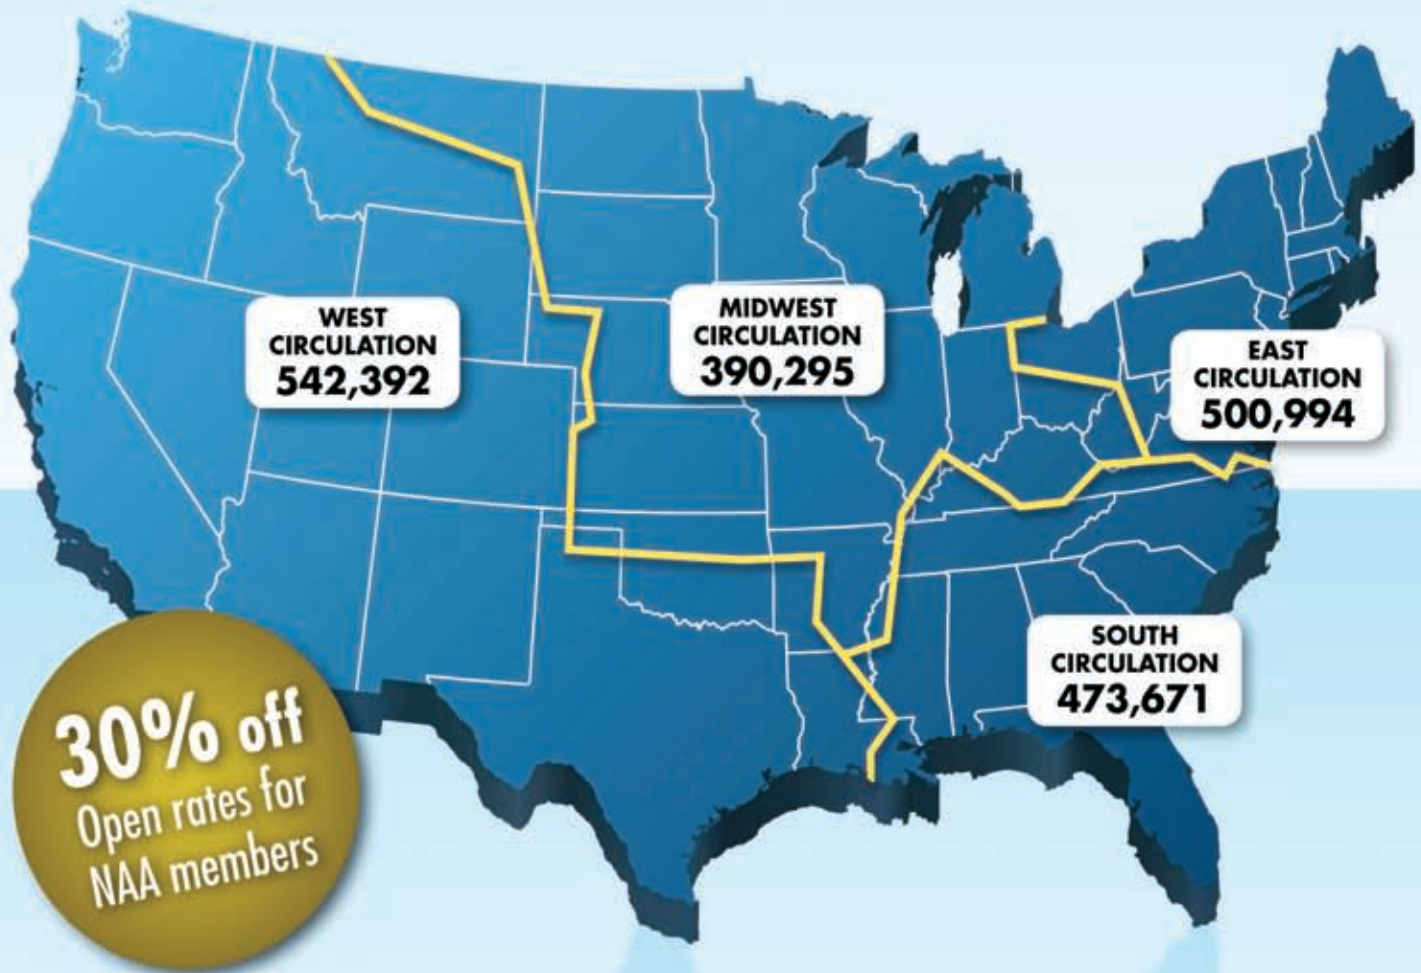 WEST
CIRCULATION
542,392
MIDWEST
CIRCULATION
390,295
EAST
CIRCULATION
500,994
SOUTH
CIRCULATION
473,671
30% off
Open rates for
NAA members